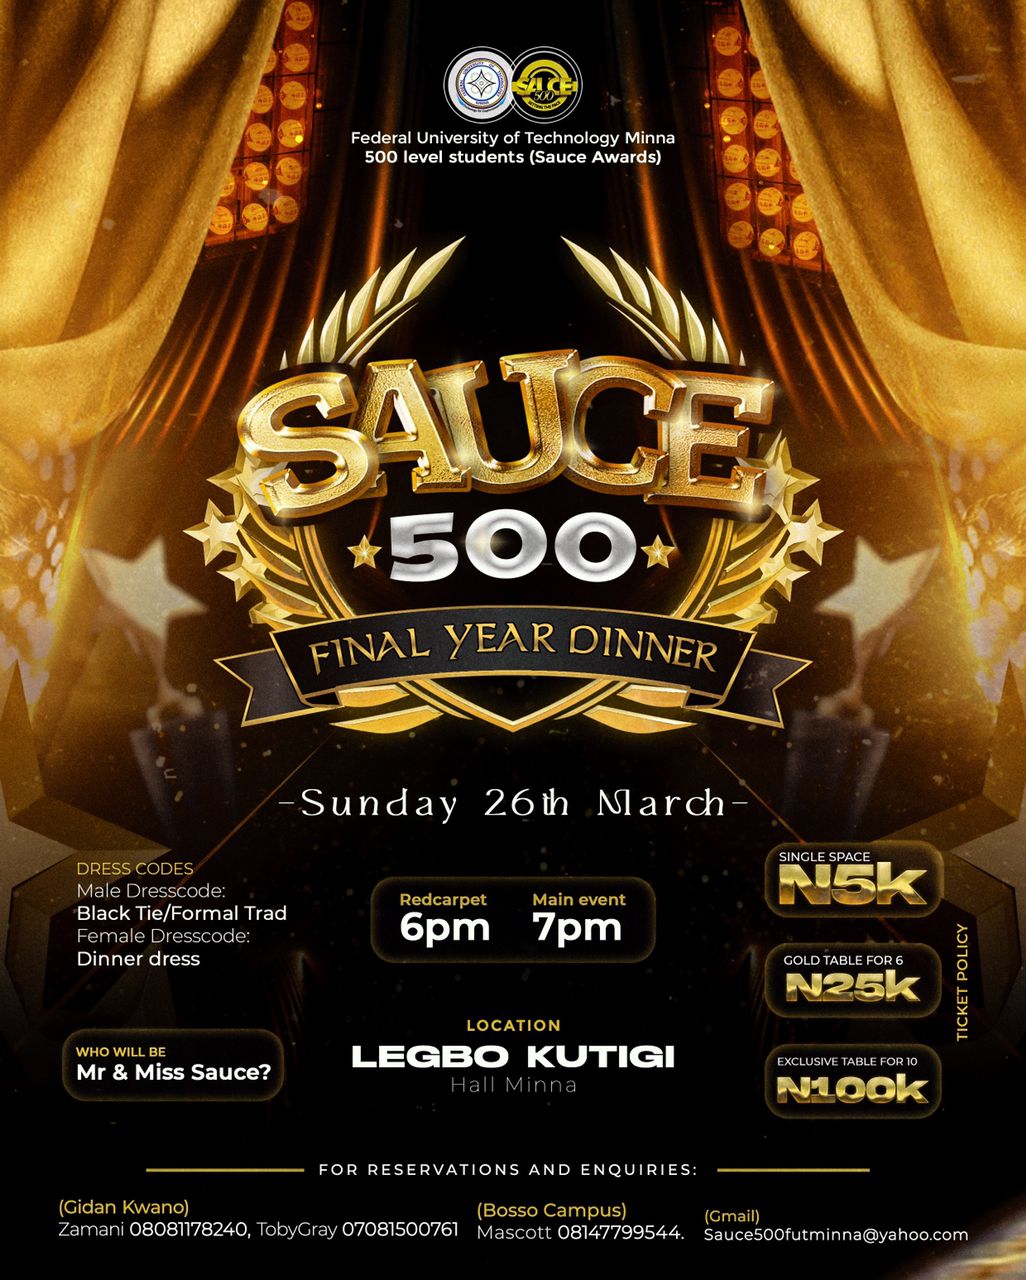 SAUCE
500
Federal University of Technology Minna
500 level students (Sauce Awards)
SAUCE
500
FINAL YEAR DINNER
-Sunday 26th March-
DRESS CODES
Male Dresscode:
Black Tie/Formal Trad
Female Dresscode:
Dinner dress
Redcarpet
6pm
Main event
7pm
SINGLE SPACE
N5k
GOLD TABLE FOR 6
N25k
EXCLUSIVE TABLE FOR 10
N100k
TICKET POLICY
WHO WILL BE
Mr & Miss Sauce?
LOCATION
LEGBO KUTIGI
Hall Minna
FOR RESERVATIONS AND ENQUIRIES:
(Gidan Kwano)
Zamani 08081178240, TobyGray 07081500761
(Bosso Campus)
Mascott 08147799544.
(Gmail)
Sauce500futminna@yahoo.com